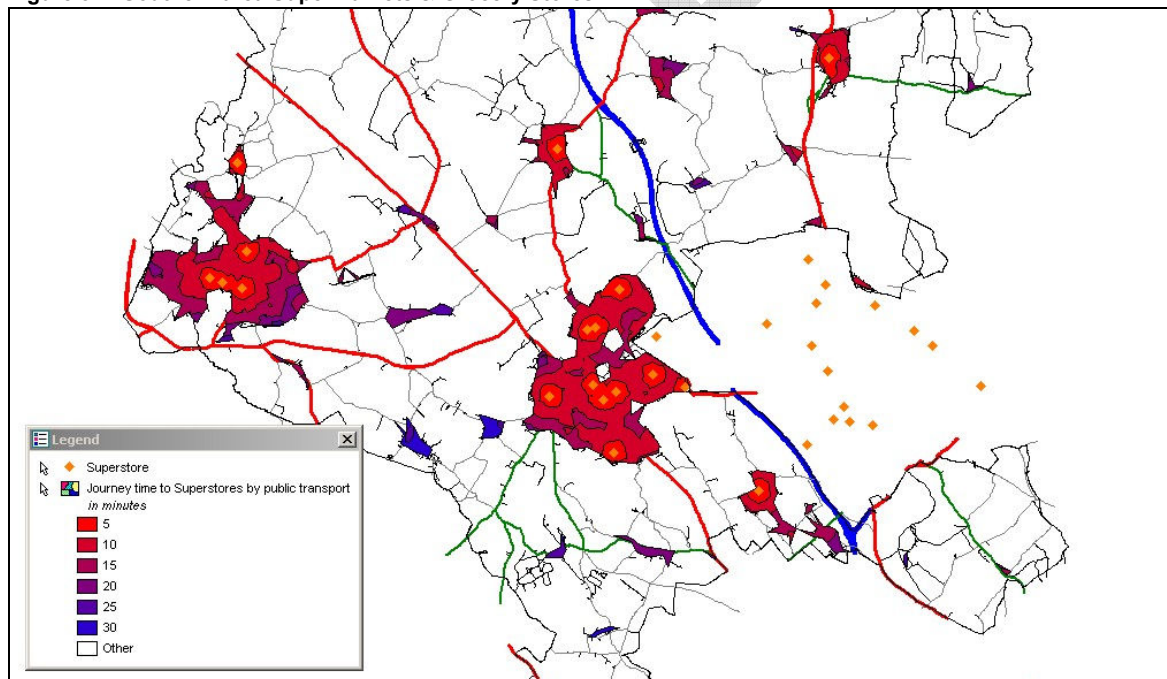 Legend
Superstore
Journey time to Superstores by public transport
in minutes
5
10
15
20
25
30
Other